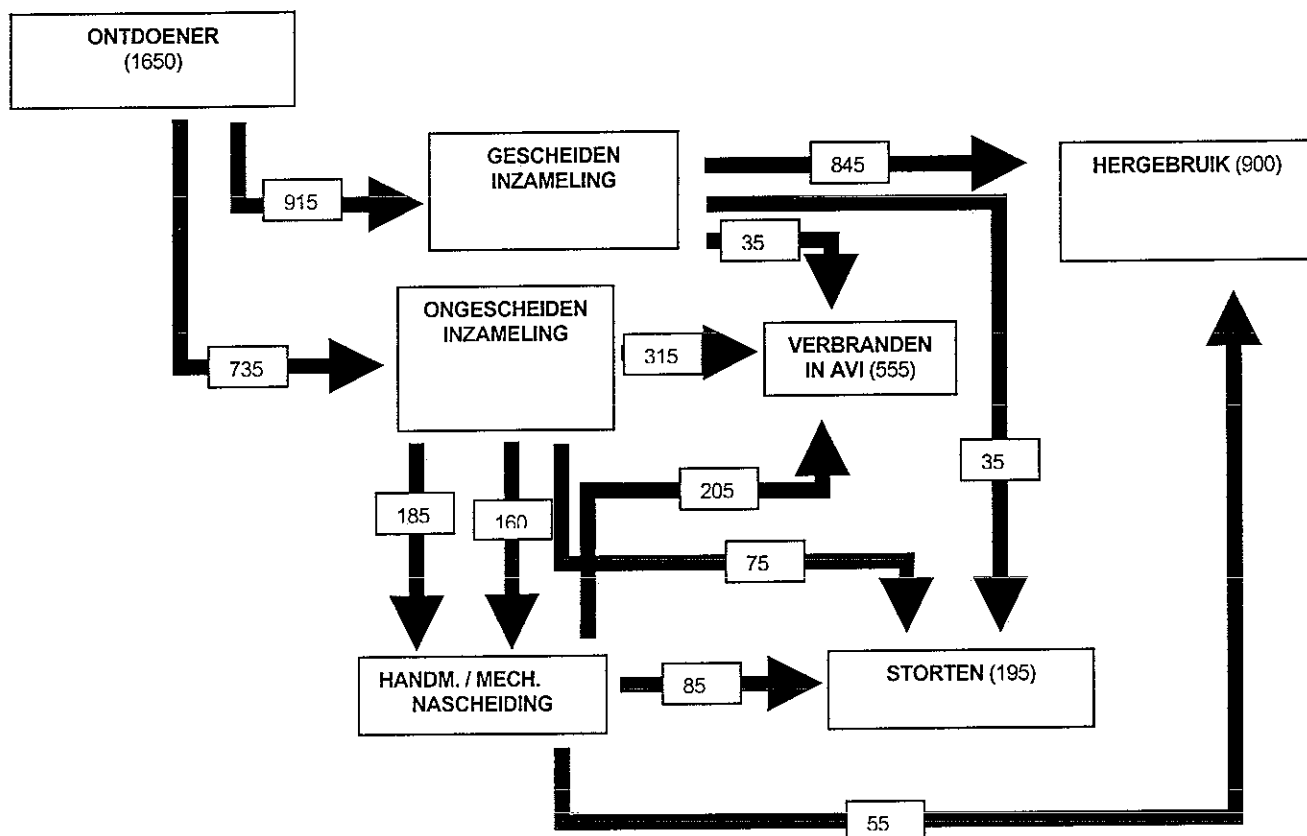 ONTDOENER
(1650)
GESCHEIDEN
INZAMELING
845
HERGEBRUIK (900)
915
35
ONGESCHEIDEN
INZAMELING
315
VERBRANDEN
IN AVI (555)
735
35
205
185
160
75
HANDM. / MECH.
NASCHEIDING
85
STORTEN (195)
55